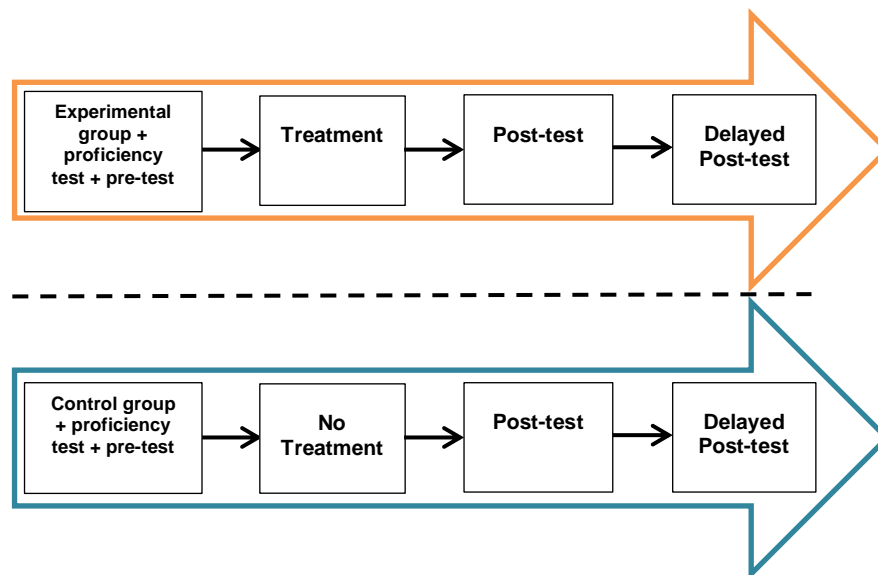 Experimental
group +
proficiency
test + pre-test
Treatment
Post-test
Delayed
Post-test
Control group
+ proficiency
test + pre-test
No
Treatment
Post-test
Delayed
Post-test